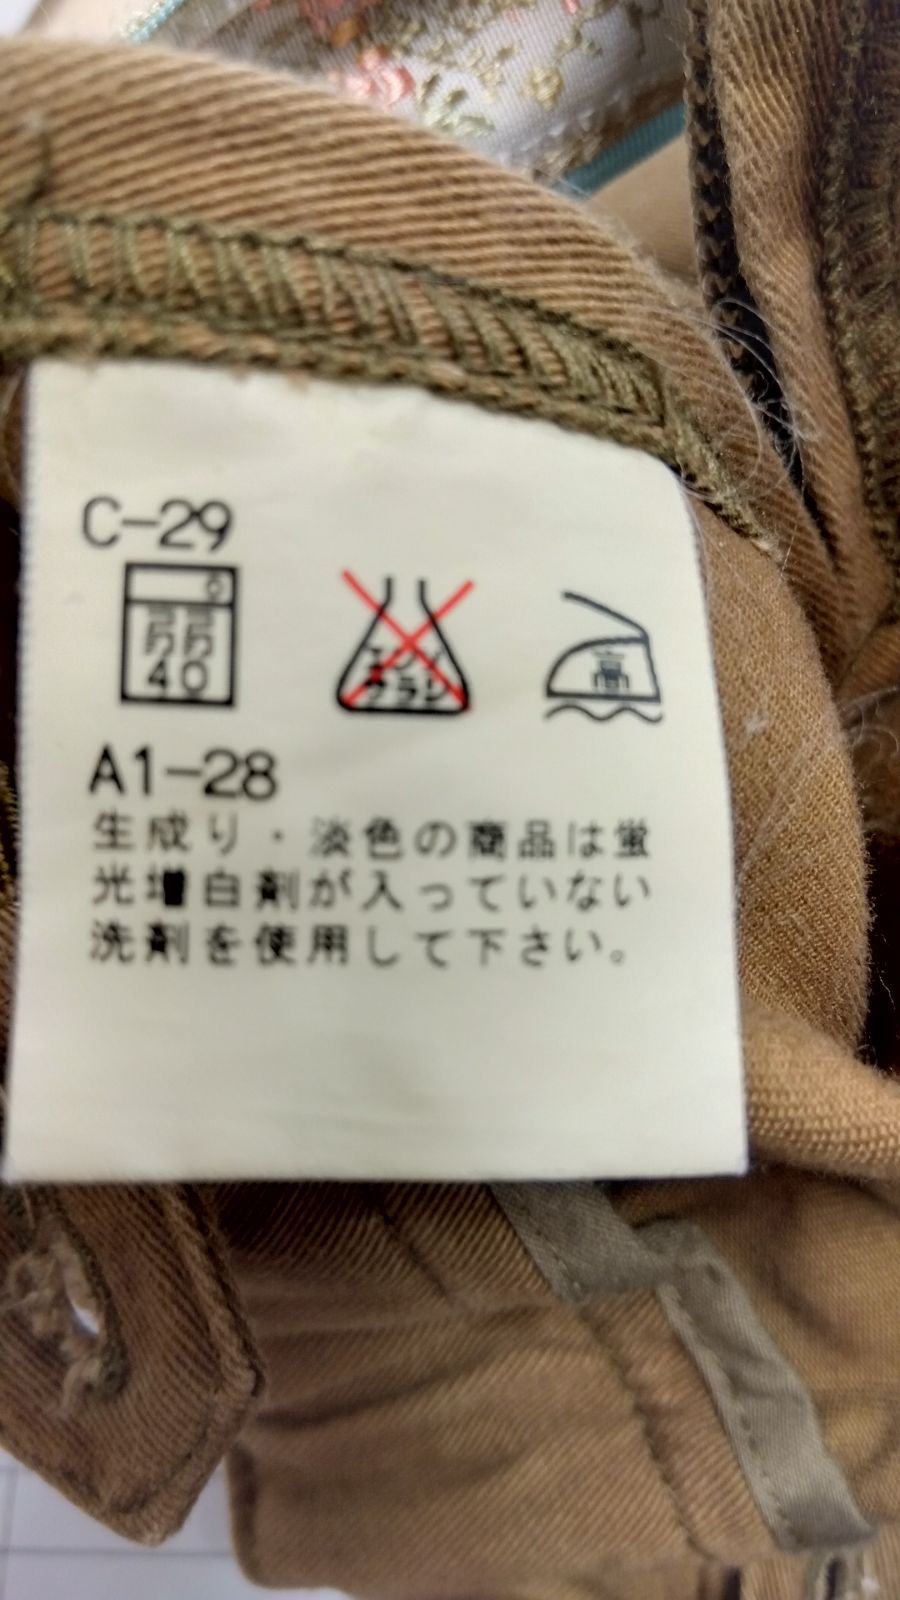 C-29
弱 40
エンソ
サラシ
高
A1-28
生成り・淡色の商品は蛍
光増白剤が入っていない
洗剤を使用して下さい。